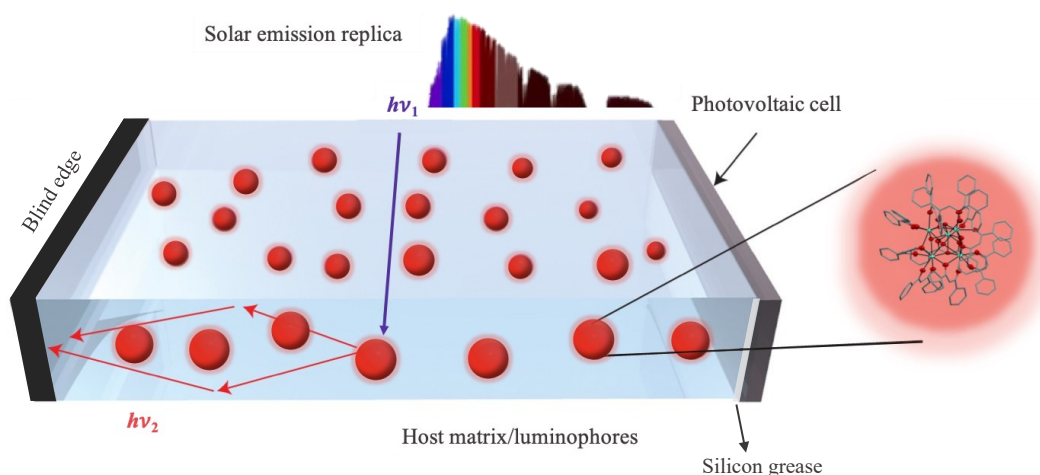 Solar emission replica
hν₁
Photovoltaic cell
Blind edge
hν₂
Host matrix/luminophores
Silicon grease